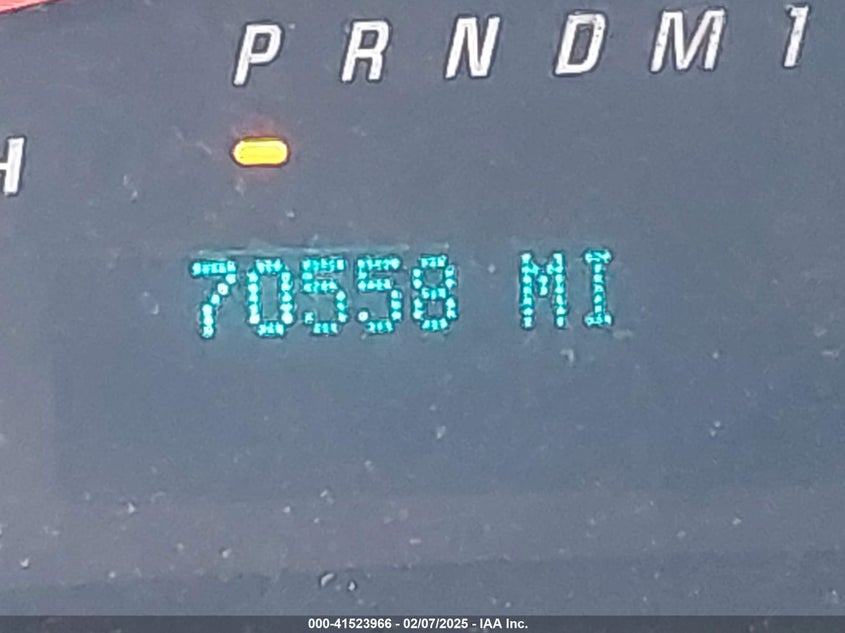 P R N D M 1
H
70558 MI
000-41523966 - 02/07/2025 - IAA Inc.